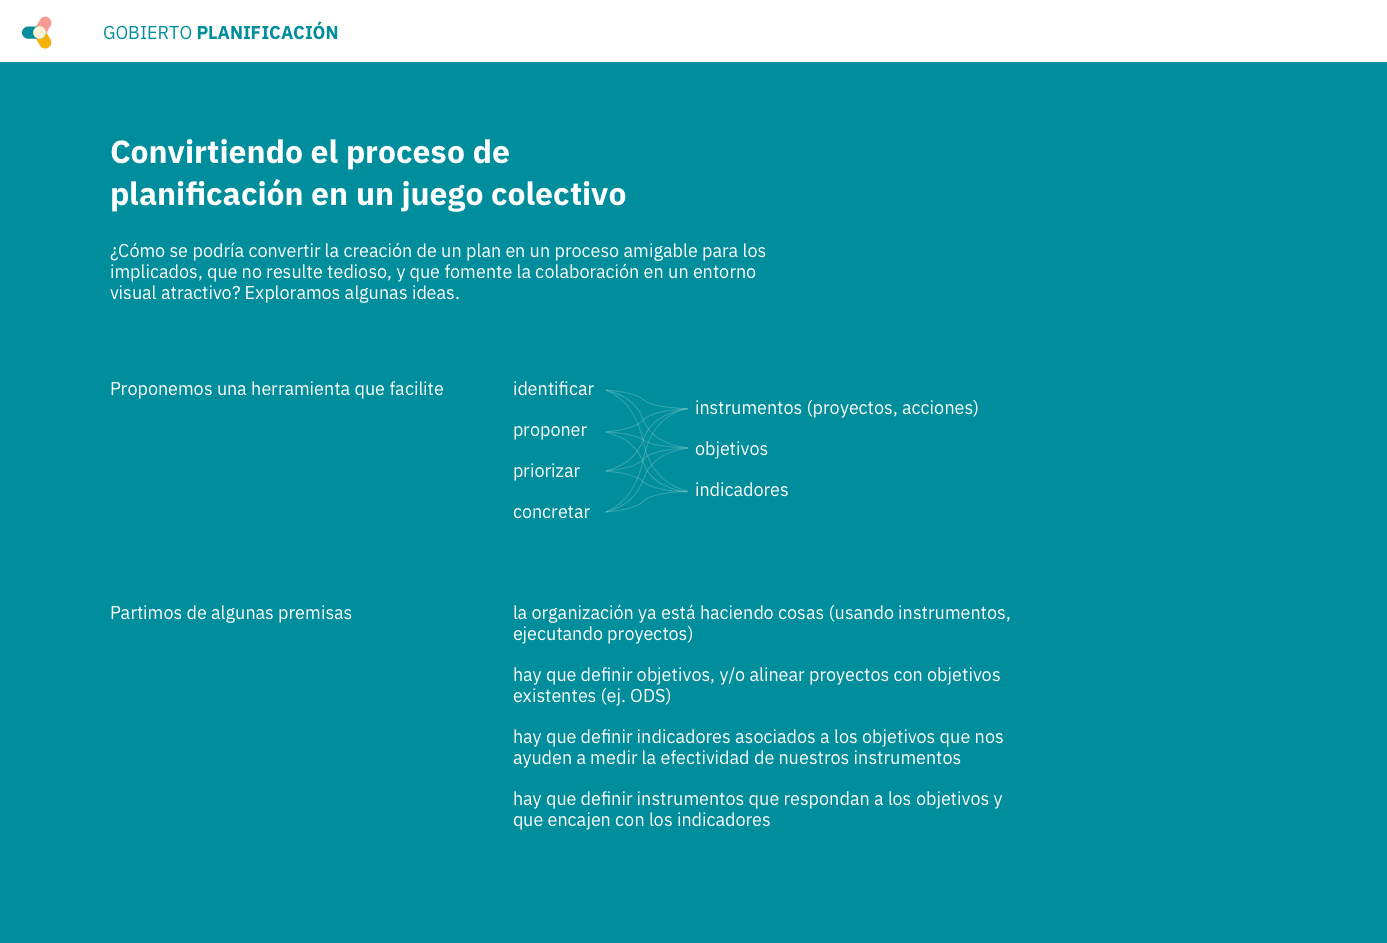 GOBIERTO PLANIFICACIÓN
Convirtiendo el proceso de
planificación en un juego colectivo
¿Cómo se podría convertir la creación de un plan en un proceso amigable para los
implicados, que no resulte tedioso, y que fomente la colaboración en un entorno
visual atractivo? Exploramos algunas ideas.
Proponemos una herramienta que facilite
identificar
proponer
priorizar
concretar
instrumentos (proyectos, acciones)
objetivos
indicadores
Partimos de algunas premisas
la organización ya está haciendo cosas (usando instrumentos,
ejecutando proyectos)
hay que definir objetivos, y/o alinear proyectos con objetivos
existentes (ej. ODS)
hay que definir indicadores asociados a los objetivos que nos
ayuden a medir la efectividad de nuestros instrumentos
hay que definir instrumentos que respondan a los objetivos y
que encajen con los indicadores